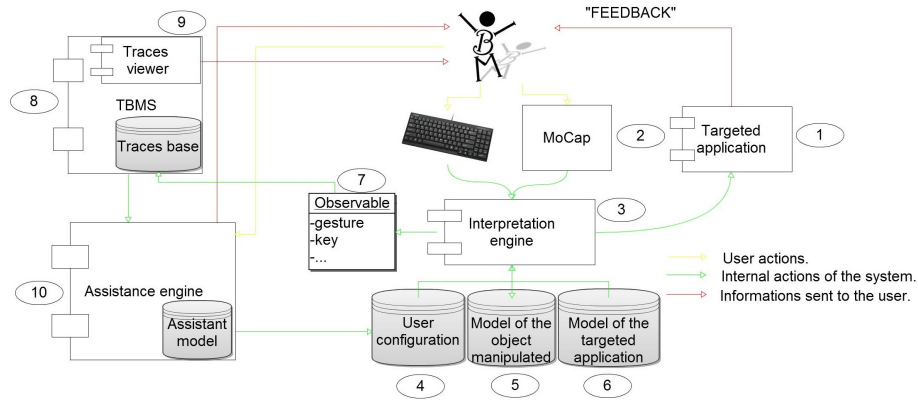 "FEEDBACK"
9
Traces
viewer
8
TBMS
Traces base
B
MoCap
2
Targeted
application
1
7
Observable
-gesture
-key
-...
Interpretation
engine
3
10
Assistance engine
Assistant
model
User
configuration
Model of the
object
manipulated
Model of the
targeted
application
4
5
6
User actions.
Internal actions of the system.
Informations sent to the user.